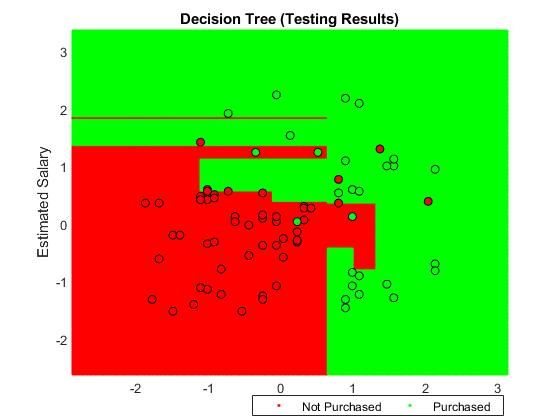 Decision Tree (Testing Results)
3
2
1
0
-1
-2
Estimated Salary
-2 -1 0 1 2 3
Not Purchased Purchased